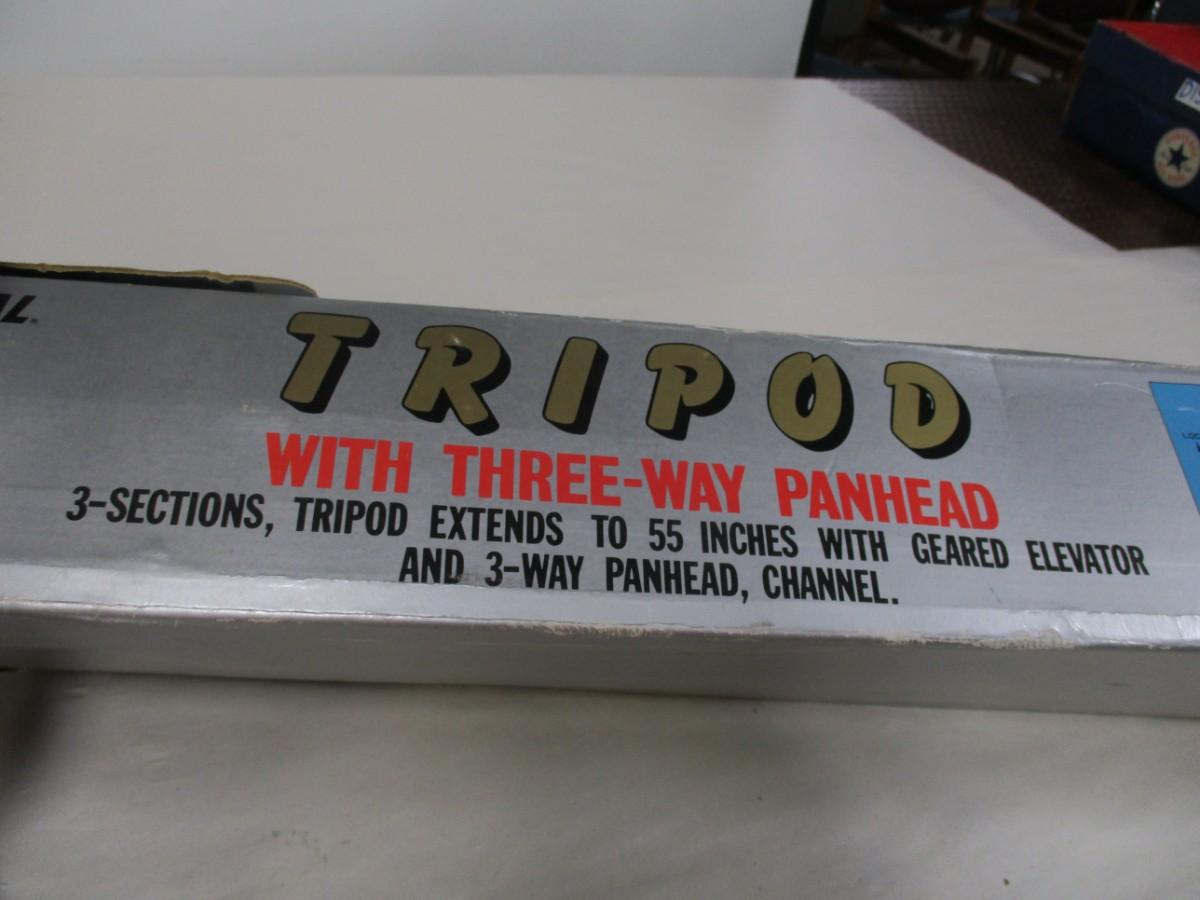 TRIPOD
WITH THREE-WAY PANHEAD
3-SECTIONS, TRIPOD EXTENDS TO 55 INCHES WITH GEARED ELEVATOR
AND 3-WAY PANHEAD, CHANNEL.